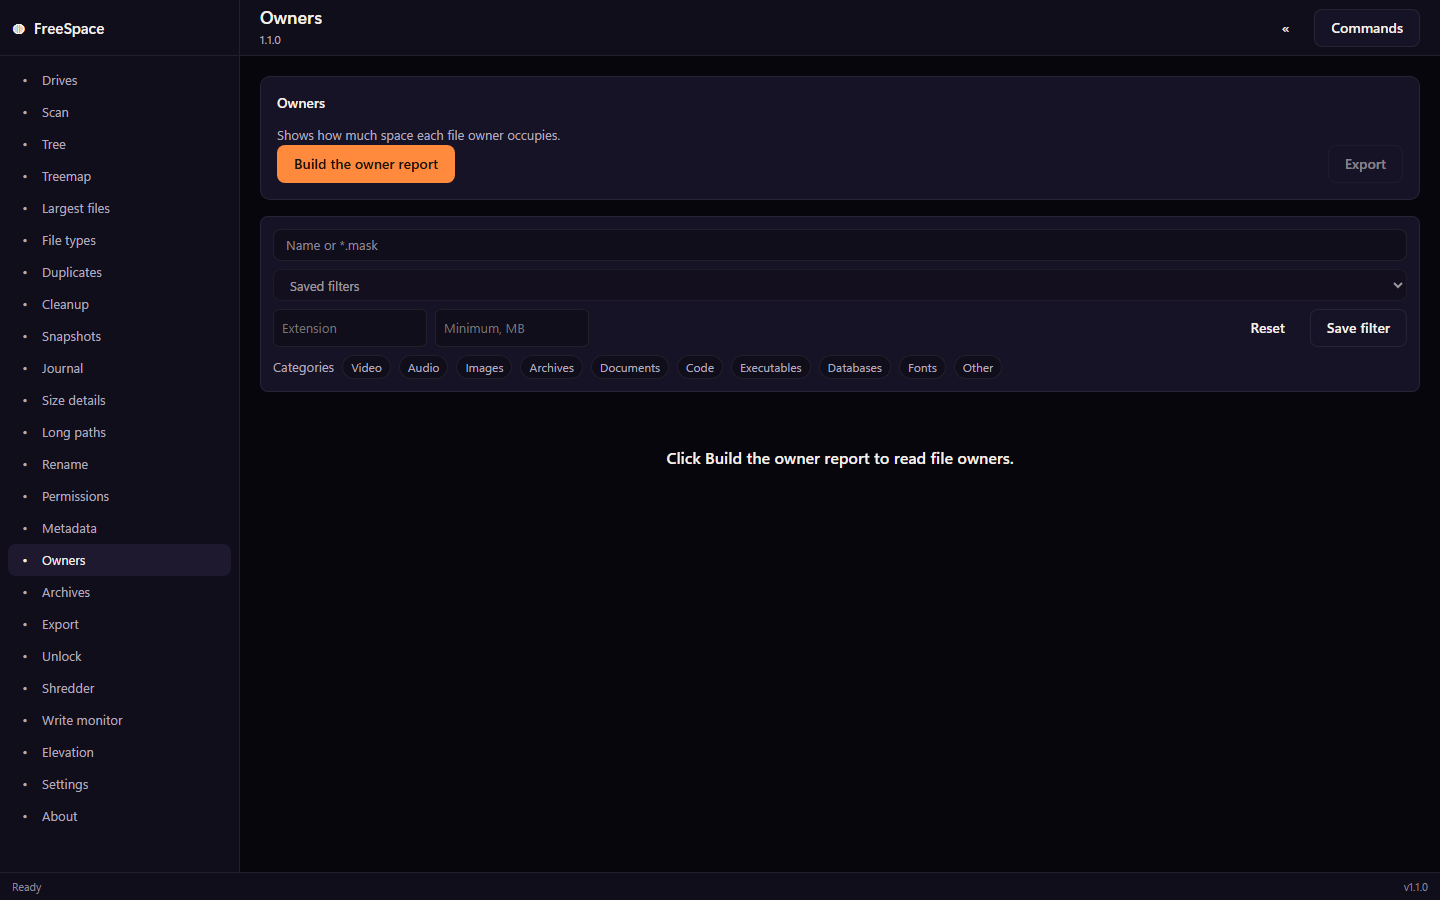 FreeSpace
Drives
Scan
Tree
Treemap
Largest files
File types
Duplicates
Cleanup
Snapshots
Journal
Size details
Long paths
Rename
Permissions
Metadata
Owners
Archives
Export
Unlock
Shredder
Write monitor
Elevation
Settings
About
Owners
1.1.0
« Commands
Owners
Shows how much space each file owner occupies.
Build the owner report Export
Name or *.mask
Saved filters
Extension Minimum, MB Reset Save filter
Categories Video Audio Images Archives Documents Code Executables Databases Fonts Other
Click Build the owner report to read file owners.
Ready v1.1.0